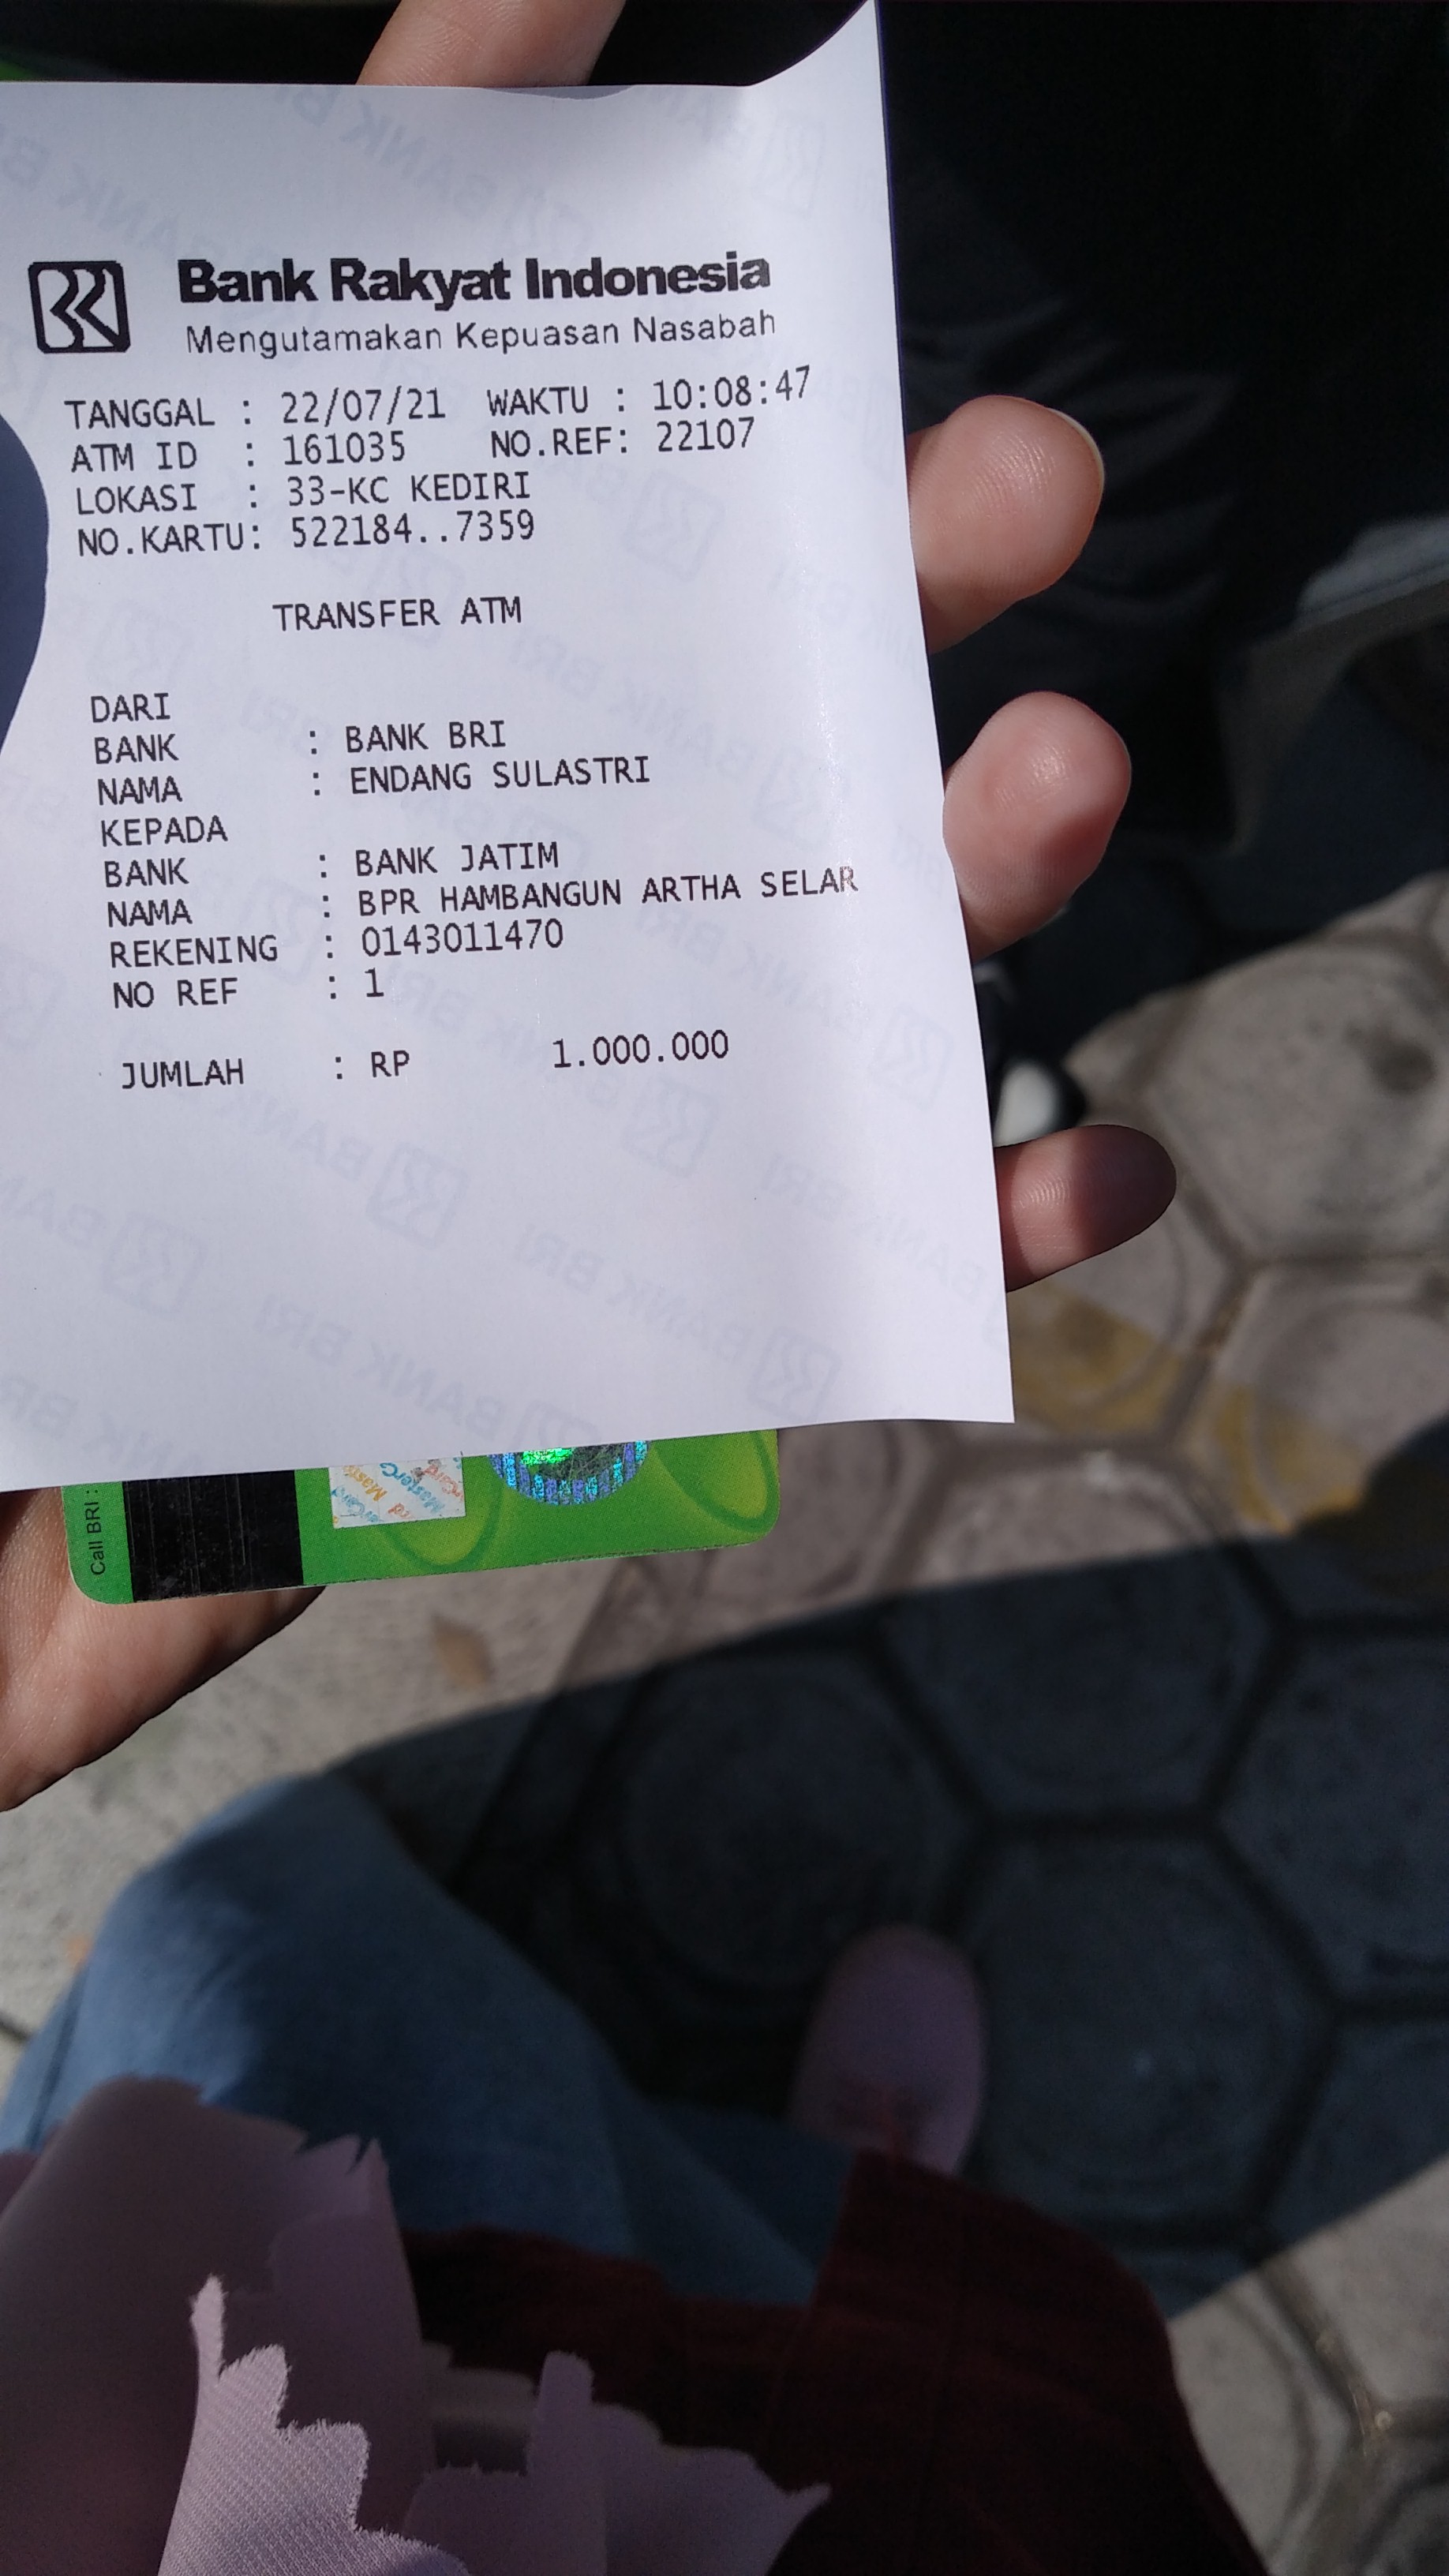 Bank Rakyat Indonesia
Mengutamakan Kepuasan Nasabah
TANGGAL : 22/07/21 WAKTU : 10:08:47
ATM ID : 161035 NO.REF: 22107
LOKASI : 33-KC KEDIRI
NO.KARTU: 522184..7359
TRANSFER ATM
DARI
BANK : BANK BRI
NAMA : ENDANG SULASTRI
KEPADA
BANK : BANK JATIM
NAMA : BPR HAMBANGUN ARTHA SELAR
REKENING : 0143011470
NO REF : 1
JUMLAH : RP 1.000.000
Call BRI :